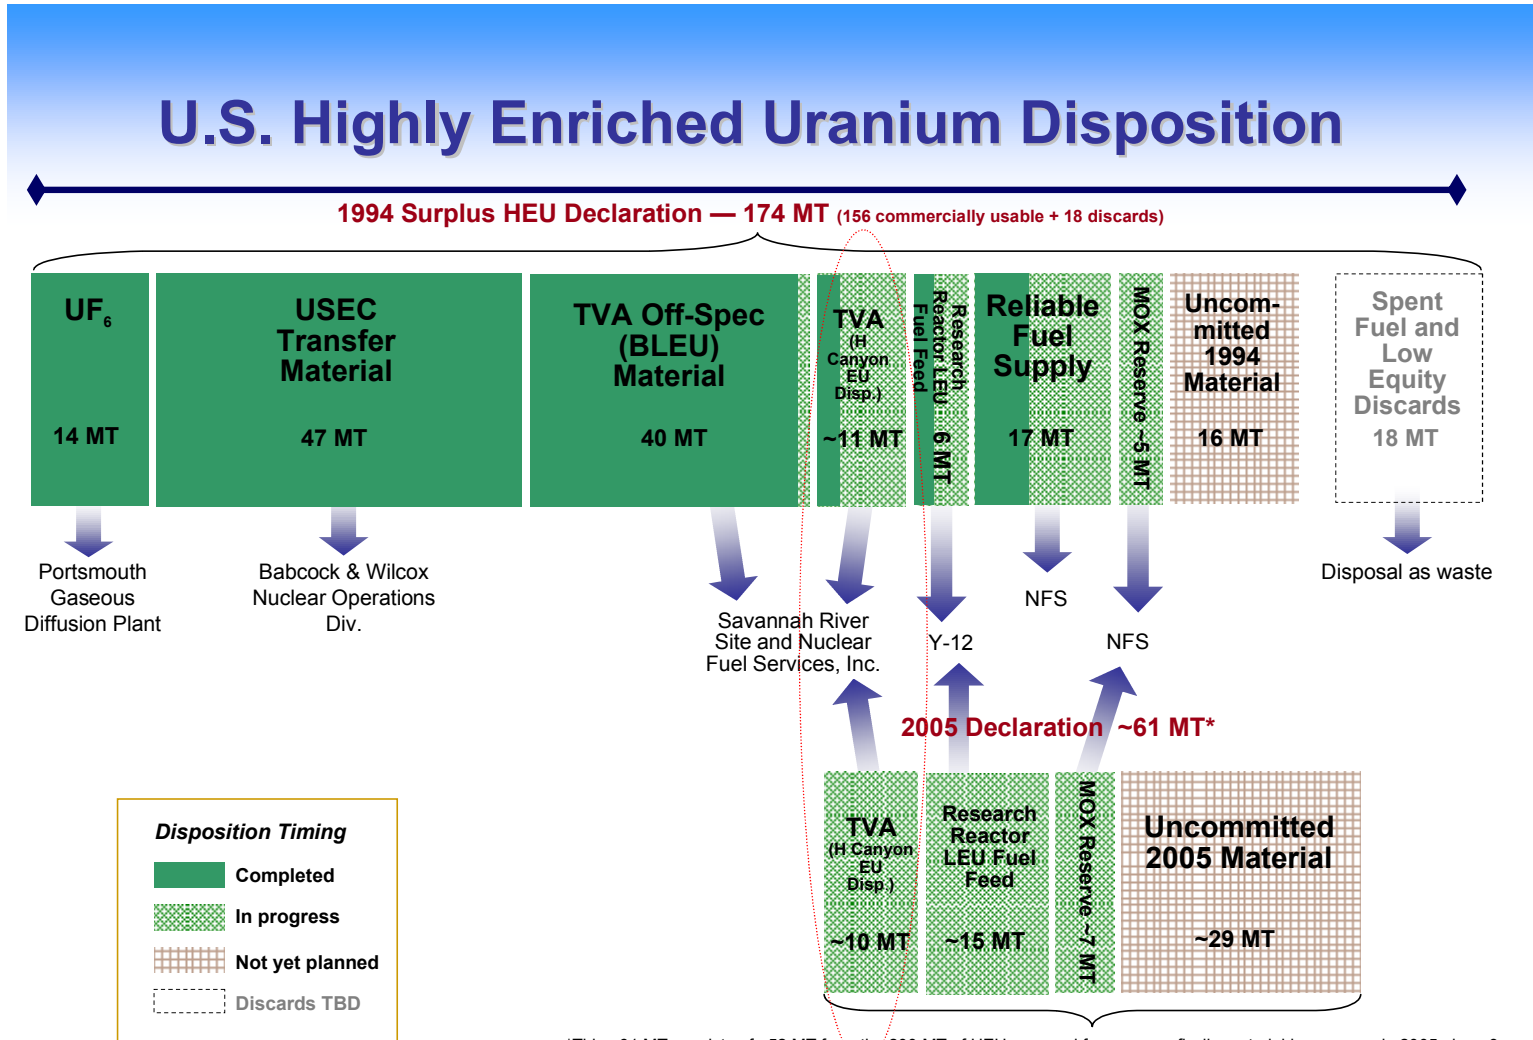 U.S. Highly Enriched Uranium Disposition
1994 Surplus HEU Declaration — 174 MT (156 commercially usable + 18 discards)
UF6
14 MT
USEC
Transfer
Material
47 MT
TVA Off-Spec
(BLEU)
Material
40 MT
TVA
(H
Canyon
EU
Disp.)
~11 MT
Research
Reactor LEU
Fuel Feed
6 MT
Reliable
Fuel
Supply
17 MT
MOX Reserve ~5 MT
Uncom-
mitted
1994
Material
16 MT
Spent
Fuel and
Low
Equity
Discards
18 MT
Portsmouth
Gaseous
Diffusion Plant
Babcock & Wilcox
Nuclear Operations
Div.
Savannah River
Site and Nuclear
Fuel Services, Inc.
Y-12
NFS
NFS
Disposal as waste
2005 Declaration ~61 MT*
TVA
(H Canyon
EU
Disp.)
~10 MT
Research
Reactor
LEU Fuel
Feed
~15 MT
MOX Reserve ~7 MT
Uncommitted
2005 Material
~29 MT
Disposition Timing
Completed
In progress
Not yet planned
Discards TBD